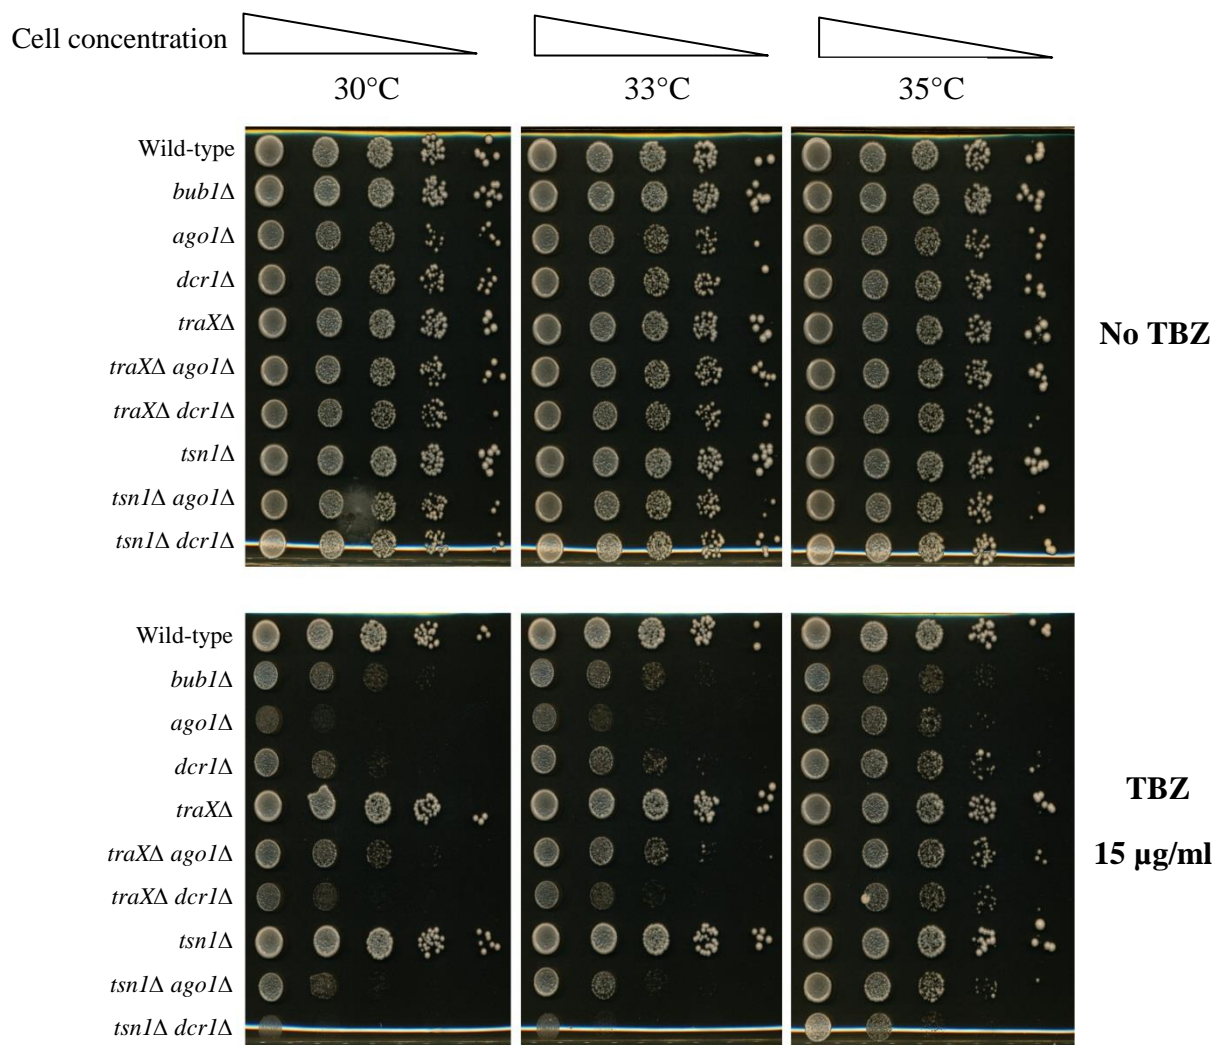 Cell concentration
30°C 33°C 35°C
Wild-type
bub1Δ
ago1Δ
dcr1Δ
traXΔ
traXΔ ago1Δ
traXΔ dcr1Δ
tsn1Δ
tsn1Δ ago1Δ
tsn1Δ dcr1Δ
No TBZ
Wild-type
bub1Δ
ago1Δ
dcr1Δ
traXΔ
traXΔ ago1Δ
traXΔ dcr1Δ
tsn1Δ
tsn1Δ ago1Δ
tsn1Δ dcr1Δ
TBZ
15 µg/ml